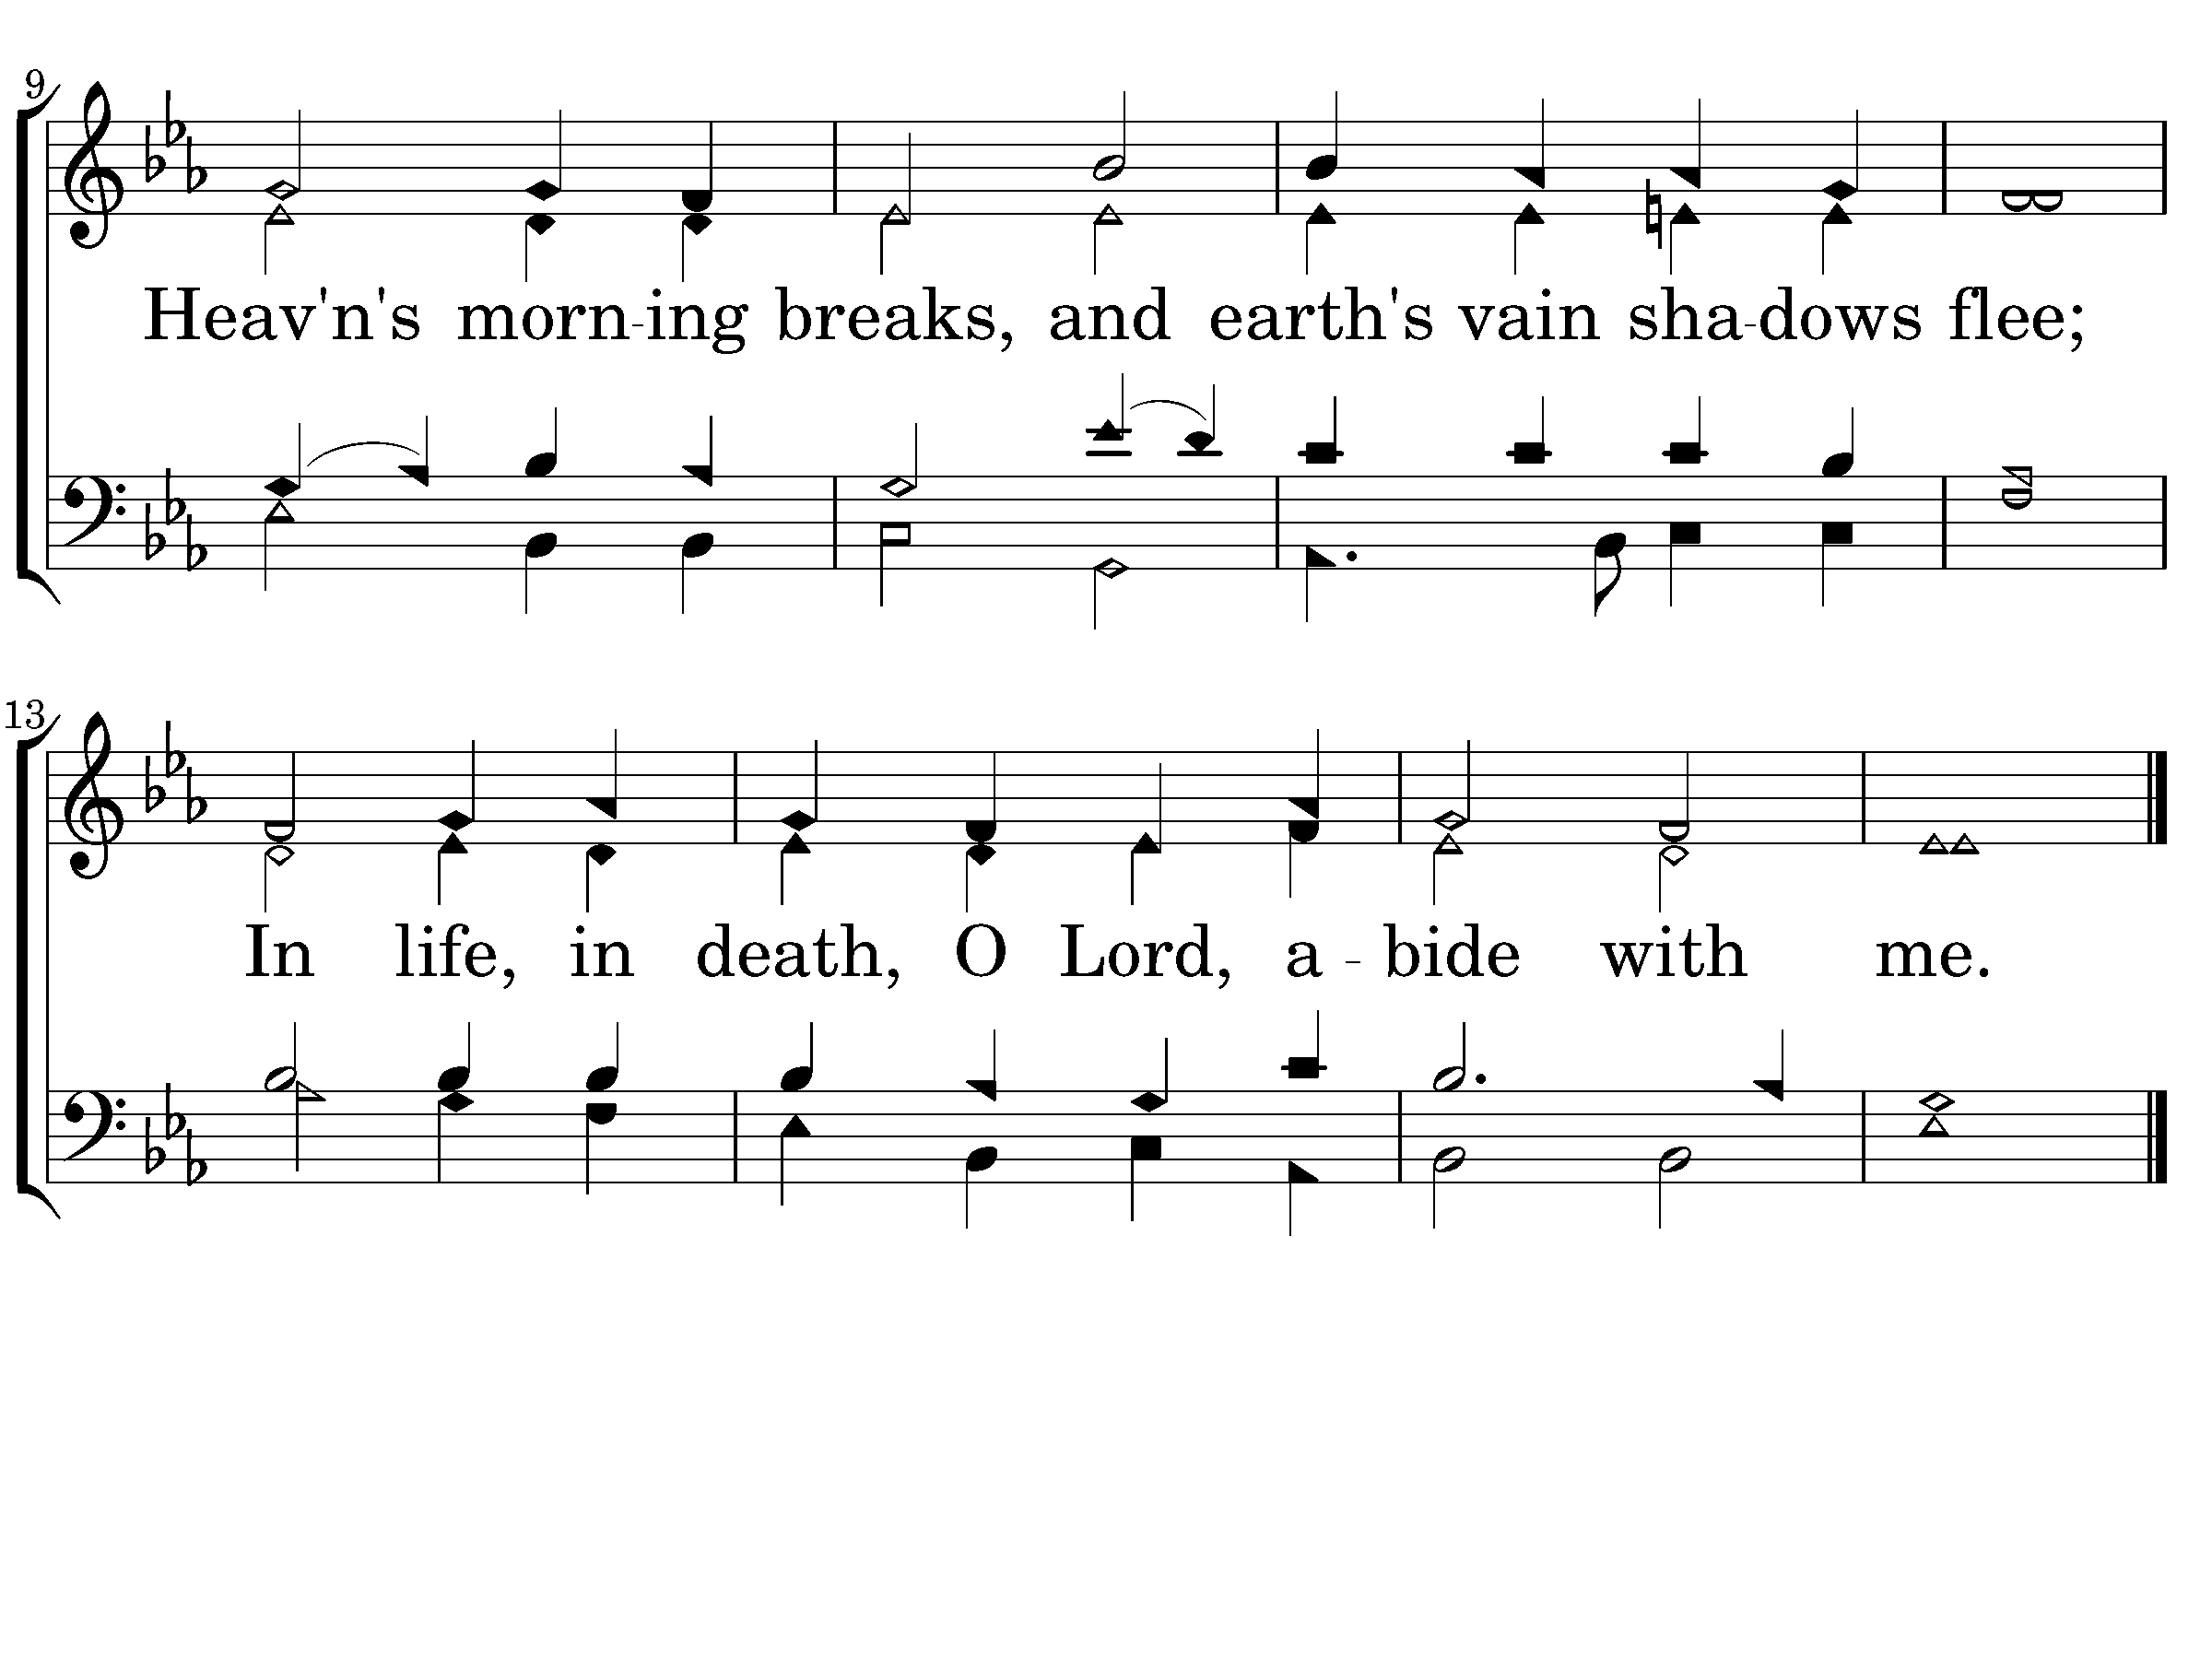 9
Heav'n's morn-ing breaks, and earth's vain sha-dows flee;
13
In life, in death, O Lord, a-bide with me.